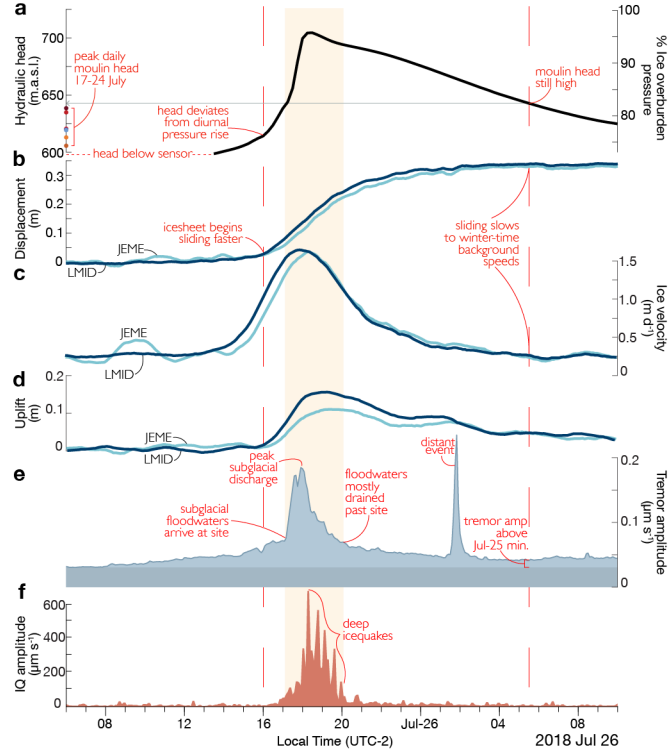 a
700
650
600
Hydraulic head
(m.a.s.l.)
peak daily
moulin head
17-24 July
head below sensor
head deviates
from diurnal
pressure rise
moulin head
still high
100
90
80
% Ice overburden
pressure
b
0.3
0.2
0.1
0
Displacement
(m)
icesheet begins
sliding faster
JEME
LMID
sliding slows
to winter-time
background
speeds
c
JEME
LMID
1.5
1.0
0.5
0
Ice velocity
(m d-1)
d
0.2
0.1
0
Uplift
(m)
JEME
LMID
peak
subglacial
discharge
distant
event
e
subglacial
floodwaters
arrive at site
floodwaters
mostly
drained
past site
tremor amp
above
Jul-25 min.
0.2
0.1
0
Tremor amplitude
(µm s-1)
f
600
400
200
0
IQ amplitude
(µm s-1)
deep
icequakes
08 12 16 20 Jul-26 04 08
Local Time (UTC-2)
2018 Jul 26